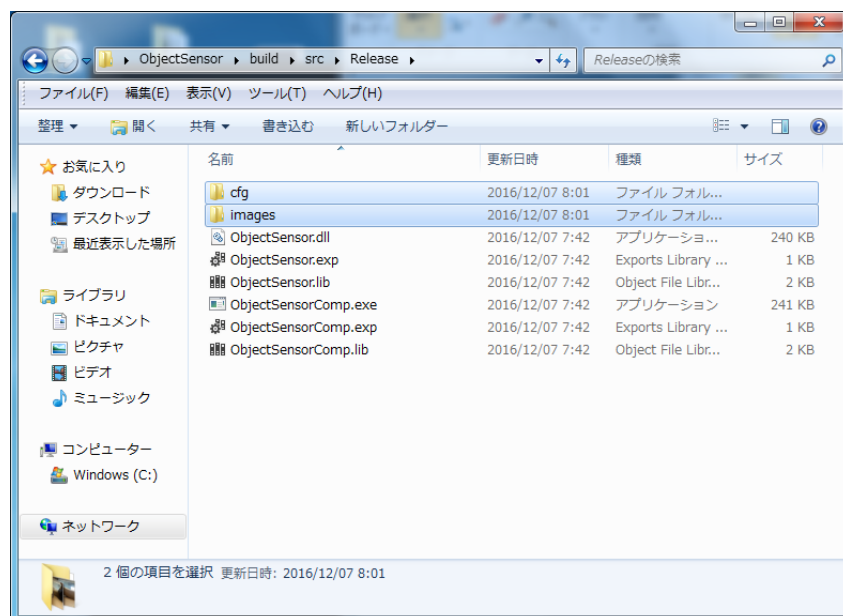 ObjectSensor build src Release
Releaseの検索
ファイル(F) 編集(E) 表示(V) ツール(T) ヘルプ(H)
整理 開く 共有 書き込む 新しいフォルダー
名前 更新日時 種類 サイズ
お気に入り
ダウンロード
デスクトップ
最近表示した場所
ライブラリ
ドキュメント
ピクチャ
ビデオ
ミュージック
コンピューター
Windows (C:)
ネットワーク
cfg 2016/12/07 8:01 ファイル フォル...
images 2016/12/07 8:01 ファイル フォル...
ObjectSensor.dll 2016/12/07 7:42 アプリケーショ... 240 KB
ObjectSensor.exp 2016/12/07 7:42 Exports Library ... 1 KB
ObjectSensor.lib 2016/12/07 7:42 Object File Libr... 2 KB
ObjectSensorComp.exe 2016/12/07 7:42 アプリケーション 241 KB
ObjectSensorComp.exp 2016/12/07 7:42 Exports Library ... 1 KB
ObjectSensorComp.lib 2016/12/07 7:42 Object File Libr... 2 KB
2 個の項目を選択 更新日時: 2016/12/07 8:01